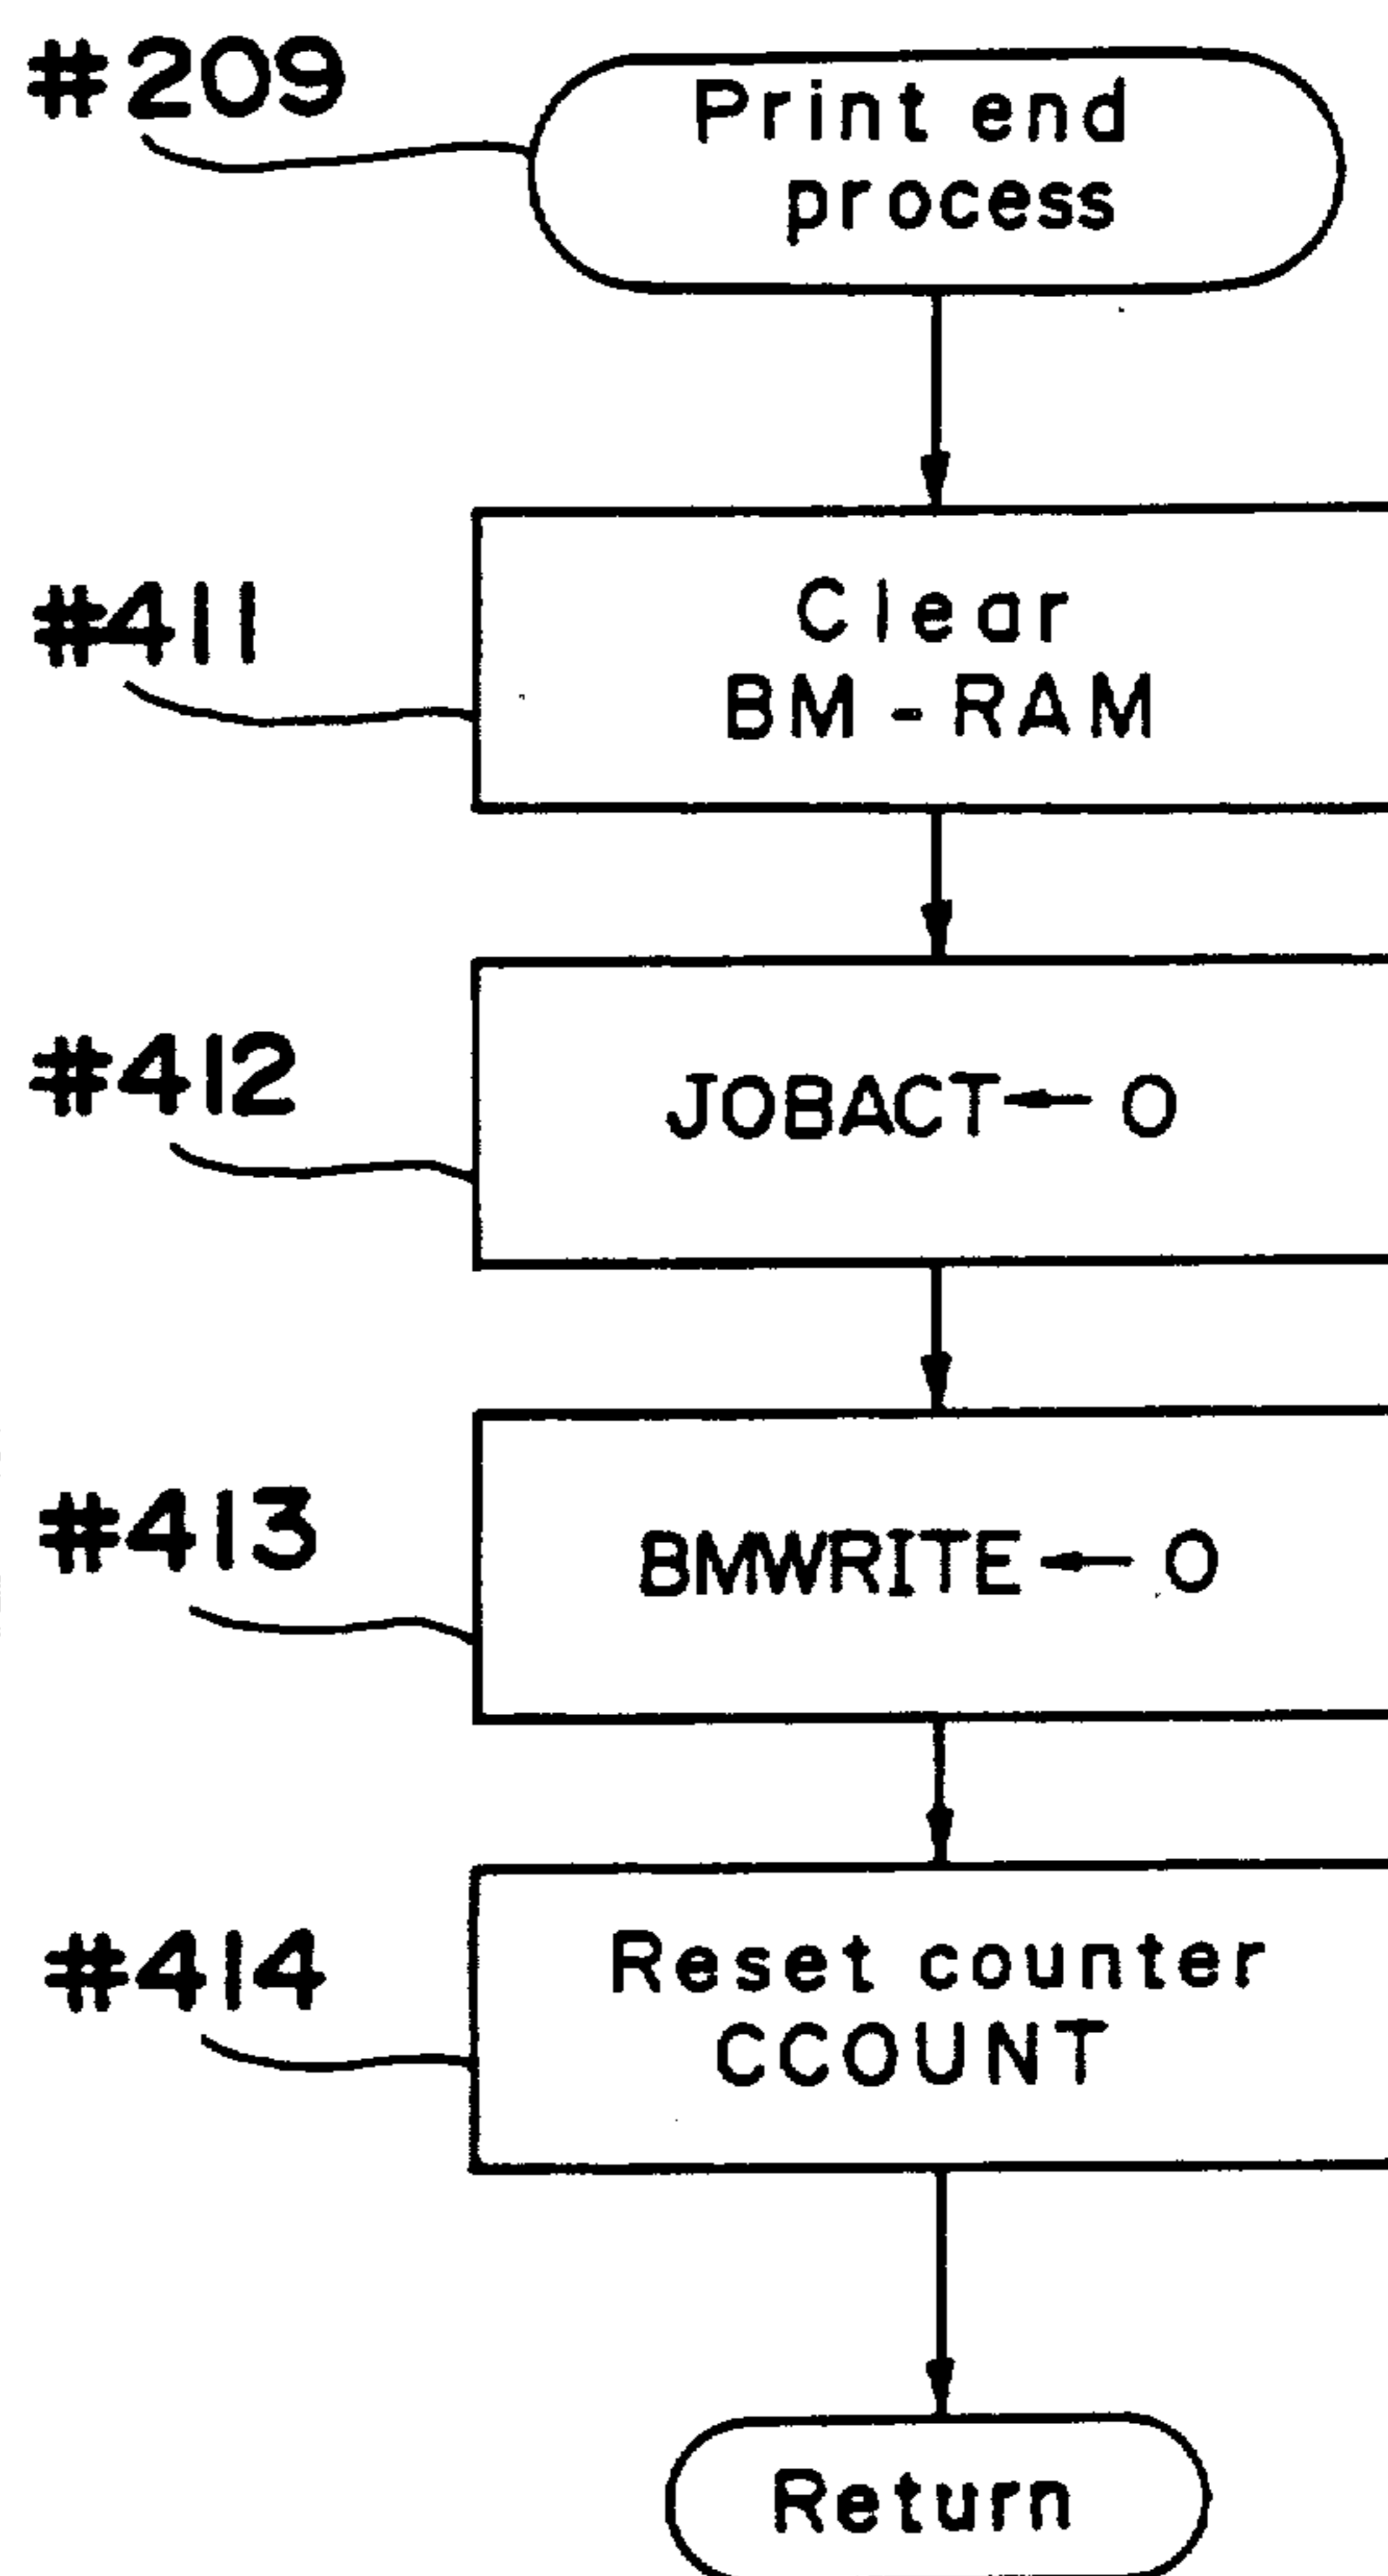 #209
Print end
process
#411
Clear
BM-RAM
#412
JOBACT ← 0
#413
BMWRITE ← 0
#414
Reset counter
CCOUNT
Return